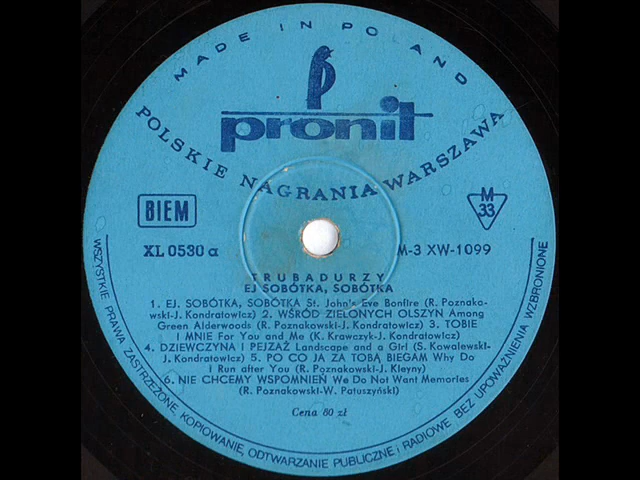 MADE IN POLAND
pronit
POLSKIE NAGRANIA WARSZAWA
BIEM
M
33
XL 0530 a
M-3 XW-1099
TRUBADURZY
EJ SOBÓTKA, SOBÓTKA
1. EJ, SOBÓTKA, SOBÓTKA St. John's Eve Bonfire (R. Poznako-
wski-J. Kondratowicz) 2. WŚRÓD ZIELONYCH OLSZYN Among
Green Alderwoods (R. Poznakowski-J. Kondratowicz) 3. TOBIE
I MNIE For You and Me (K. Krawczyk-J. Kondratowicz)
4. DZIEWCZYNA I PEJZAŻ Landscape and a Girl (S. Kowalewski-
J. Kondratowicz) 5. PO CO JA ZA TOBĄ BIEGAM Why Do
I Run after You (R. Poznakowski-J. Kleyny)
6. NIE CHCEMY WSPOMNIEŃ We Do Not Want Memories
(R. Poznakowski-W. Patuszyński)
Cena 80 zł
WSZYSTKIE PRAWA ZASTRZEŻONE, KOPIOWANIE, ODTWARZANIE PUBLICZNE I RADIOWE BEZ UPOWAŻNIENIA WZBRONIONE